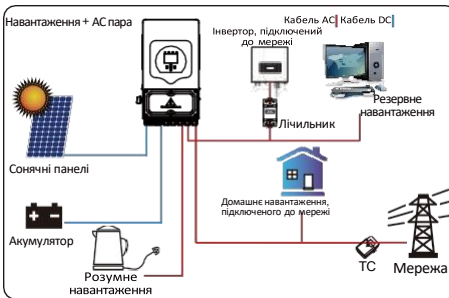 Навантаження + АС пара
Кабель АС| Кабель DC|
Інвертор, підключений
до мережі
Резервне
навантаження
Лічильник
Сонячні панелі
Домашнє навантаження,
підключеного до мережі
Акумулятор
Розумне
навантаження
ТС
Мережа